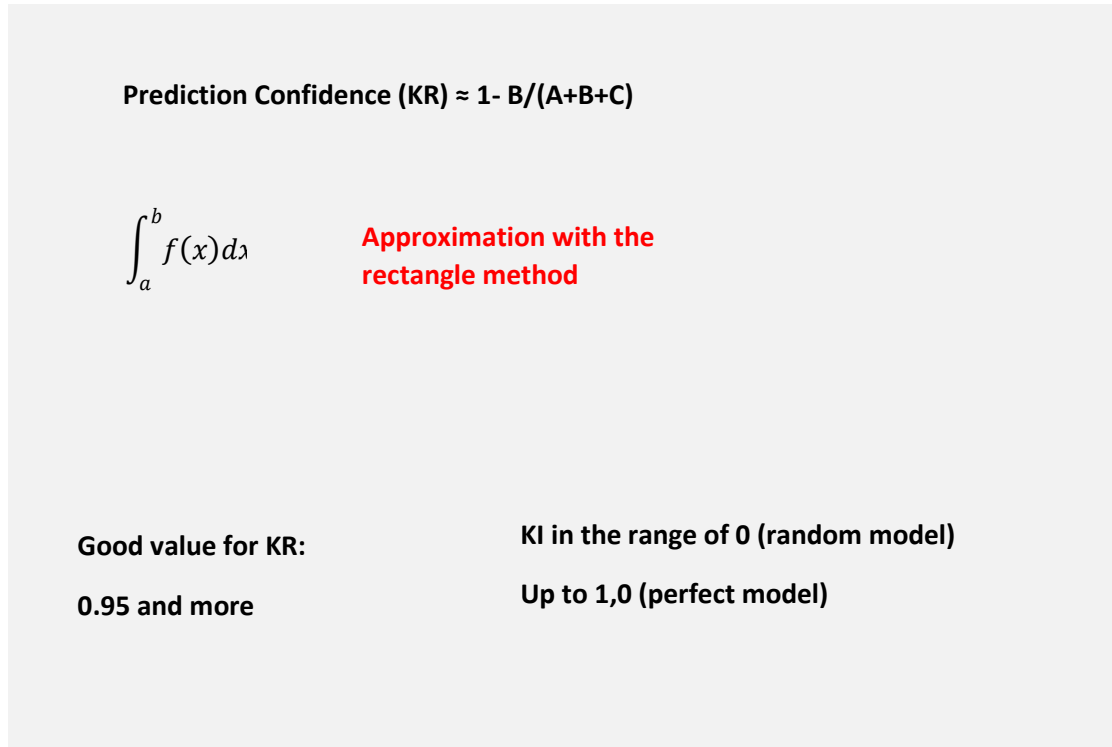 Prediction Confidence (KR) ≈ 1- B/(A+B+C)
∫_a^b f(x)dx
Approximation with the
rectangle method
Good value for KR:
0.95 and more
KI in the range of 0 (random model)
Up to 1,0 (perfect model)